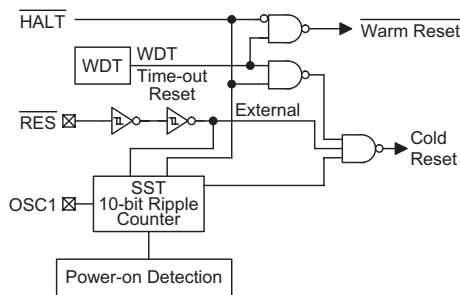 HALT
Warm Reset
WDT
WDT
Time-out
Reset
RES
External
Cold
Reset
SST
OSC1
10-bit Ripple
Counter
Power-on Detection